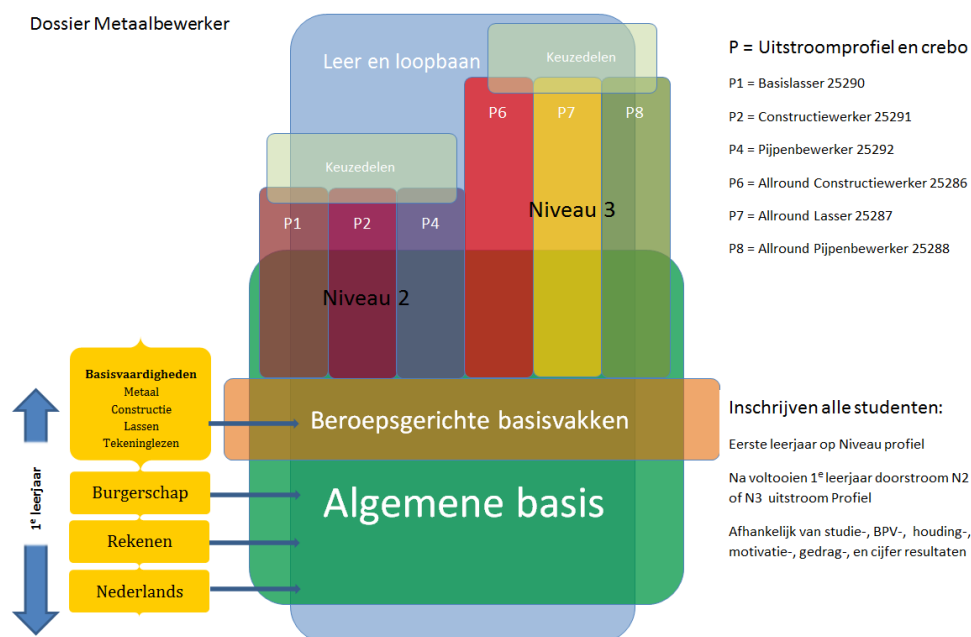 Dossier Metaalbewerker
Leer en loopbaan
Keuzedelen
P6
P7
P8
Keuzedelen
P1
P2
P4
Niveau 3
Niveau 2
P = Uitstroomprofiel en crebo
P1 = Basislasser 25290
P2 = Constructiewerker 25291
P4 = Pijpenbewerker 25292
P6 = Allround Constructiewerker 25286
P7 = Allround Lasser 25287
P8 = Allround Pijpenbewerker 25288
Basisvaardigheden
Metaal
Constructie
Lassen
Tekeninglezen
Burgerschap
Rekenen
Nederlands
1e leerjaar
Beroepsgerichte basisvakken
Algemene basis
Inschrijven alle studenten:
Eerste leerjaar op Niveau profiel
Na voltooien 1e leerjaar doorstroom N2
of N3 uitstroom Profiel
Afhankelijk van studie-, BPV-, houding-,
motivatie-, gedrag-, en cijfer resultaten